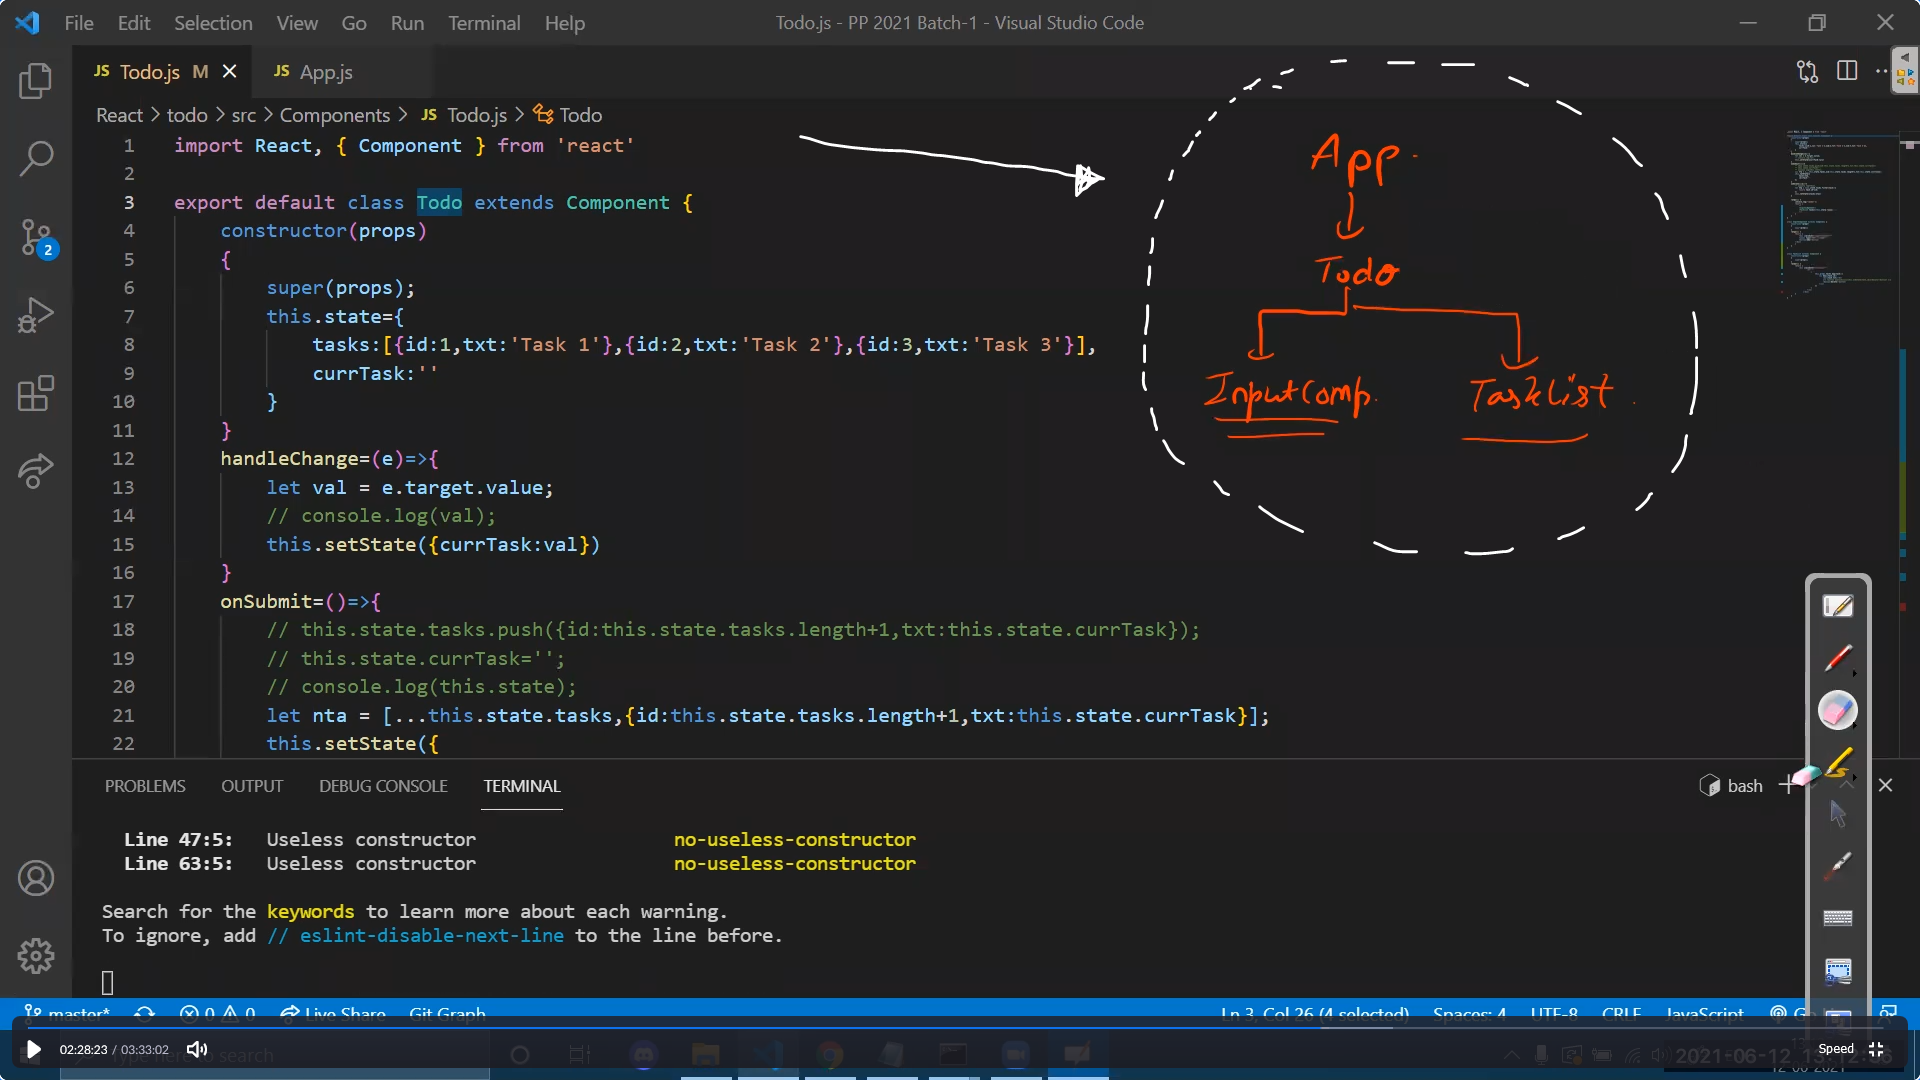 File Edit Selection View Go Run Terminal Help
Todo.js - PP 2021 Batch-1 - Visual Studio Code
JS Todo.js M
JS App.js
React > todo > src > Components > JS Todo.js > Todo
1 import React, { Component } from 'react'
2
3 export default class Todo extends Component {
4 constructor(props)
5 {
6 super(props);
7 this.state={
8 tasks:[{id:1,txt:'Task 1'},{id:2,txt:'Task 2'},{id:3,txt:'Task 3'}],
9 currTask:''
10 }
11 }
12 handleChange=(e)=>{
13 let val = e.target.value;
14 // console.log(val);
15 this.setState({currTask:val})
16 }
17 onSubmit=()=>{
18 // this.state.tasks.push({id:this.state.tasks.length+1,txt:this.state.currTask});
19 // this.state.currTask='';
20 // console.log(this.state);
21 let nta = [...this.state.tasks,{id:this.state.tasks.length+1,txt:this.state.currTask}];
22 this.setState({
App.
Todo
InputComp.
TaskList.
2
PROBLEMS OUTPUT DEBUG CONSOLE TERMINAL
bash
Line 47:5: Useless constructor no-useless-constructor
Line 63:5: Useless constructor no-useless-constructor
Search for the keywords to learn more about each warning.
To ignore, add // eslint-disable-next-line to the line before.
master* 0 0 Live Share Git Graph
Ln 3, Col 26 (4 selected) Spaces: 4 UTF-8 CRLF JavaScript
02:28:23 / 03:33:02
here to search
Speed
2021-06-12